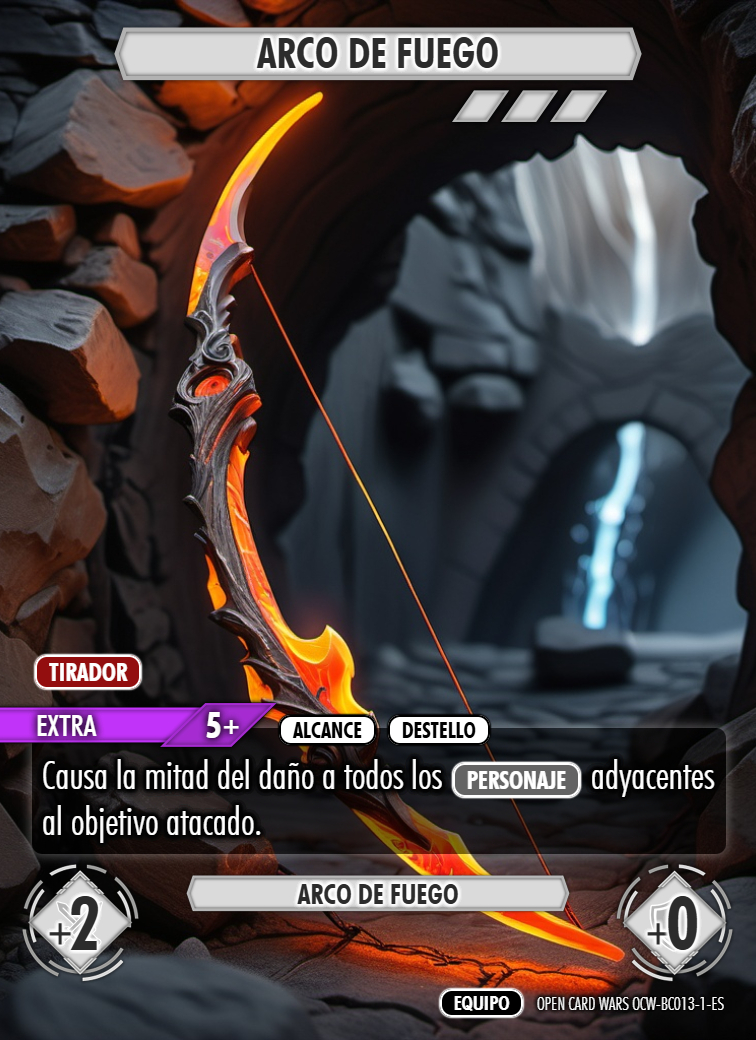 ARCO DE FUEGO
TIRADOR
EXTRA 5+ ALCANCE DESTELLO
Causa la mitad del daño a todos los PERSONAJE adyacentes
al objetivo atacado.
+2 ARCO DE FUEGO +0
EQUIPO OPEN CARD WARS OCW-BC013-1-ES